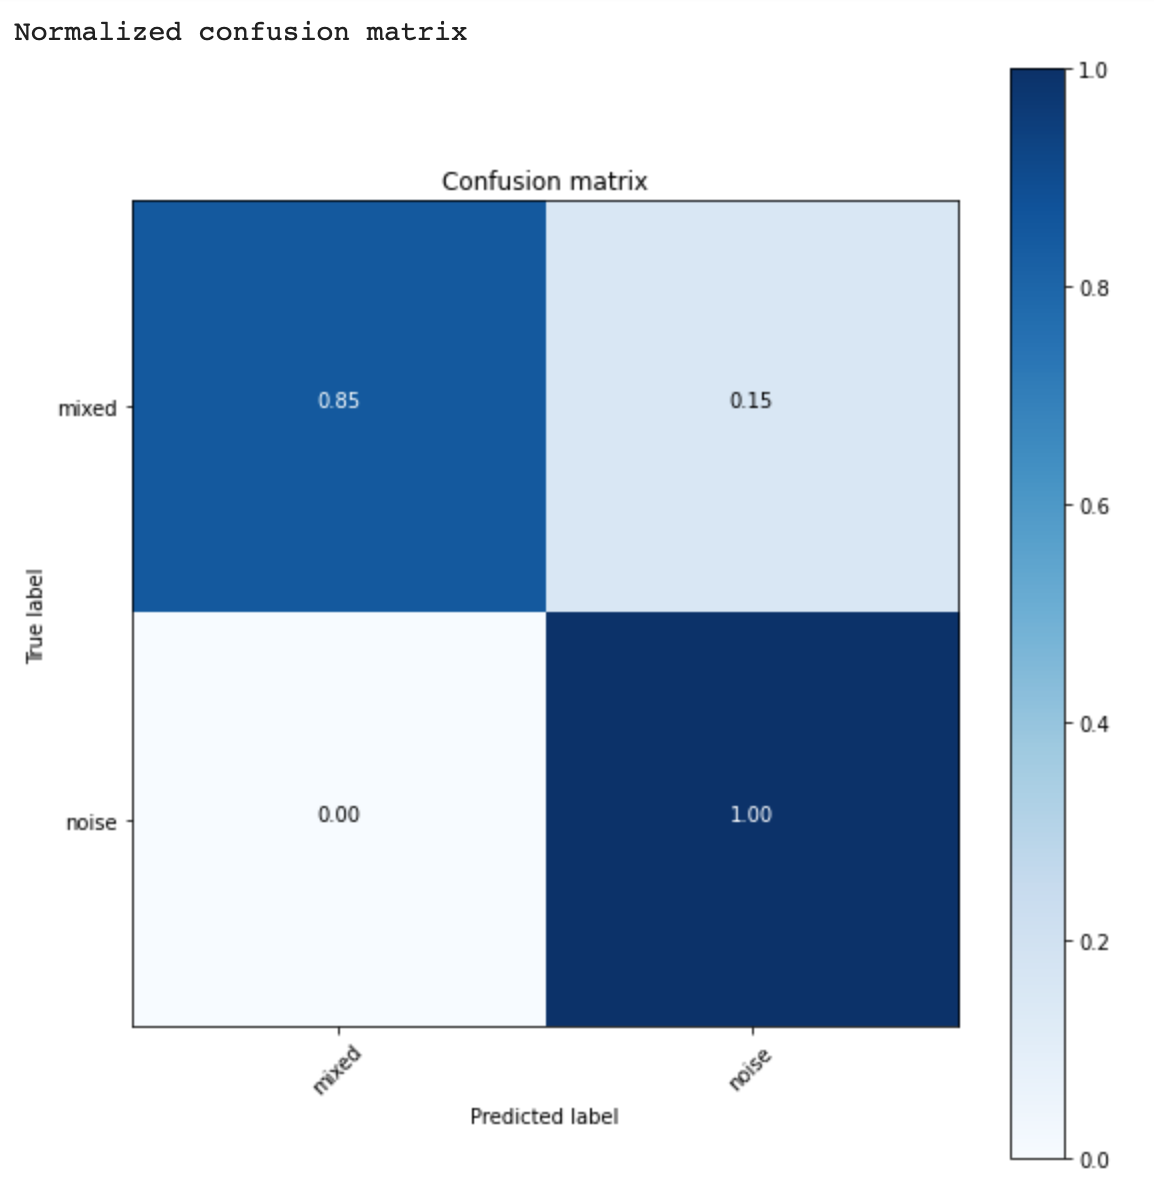 Normalized confusion matrix
Confusion matrix
1.0
0.8
0.6
0.4
0.2
0.0
True label
mixed
0.85
0.15
noise
0.00
1.00
mixed
noise
Predicted label